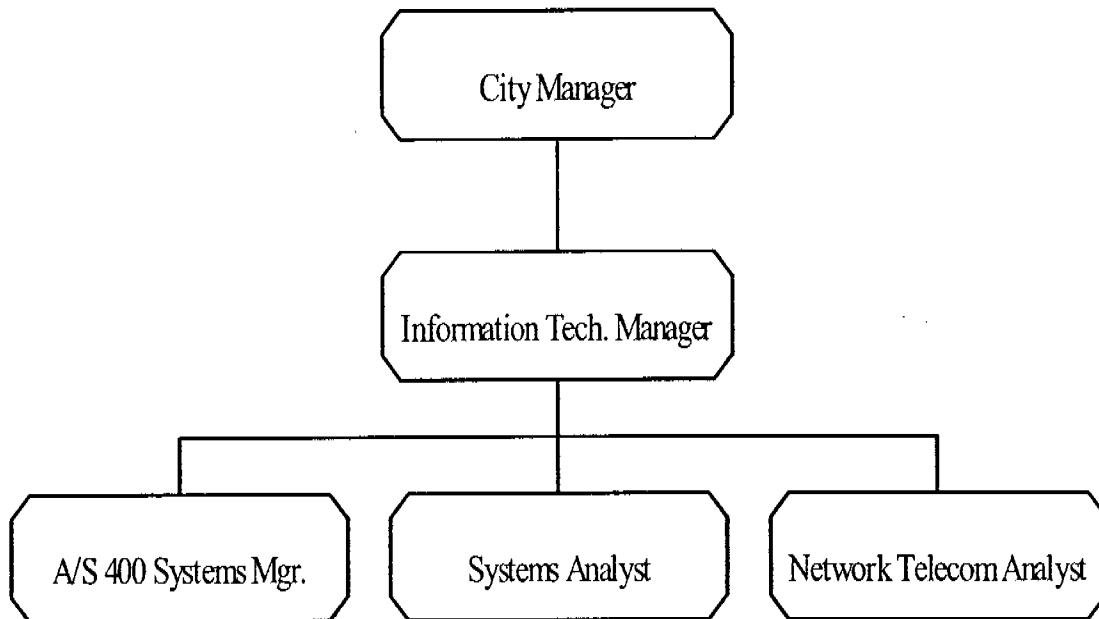 City Manager
Information Tech. Manager
A/S 400 Systems Mgr.
Systems Analyst
Network Telecom Analyst